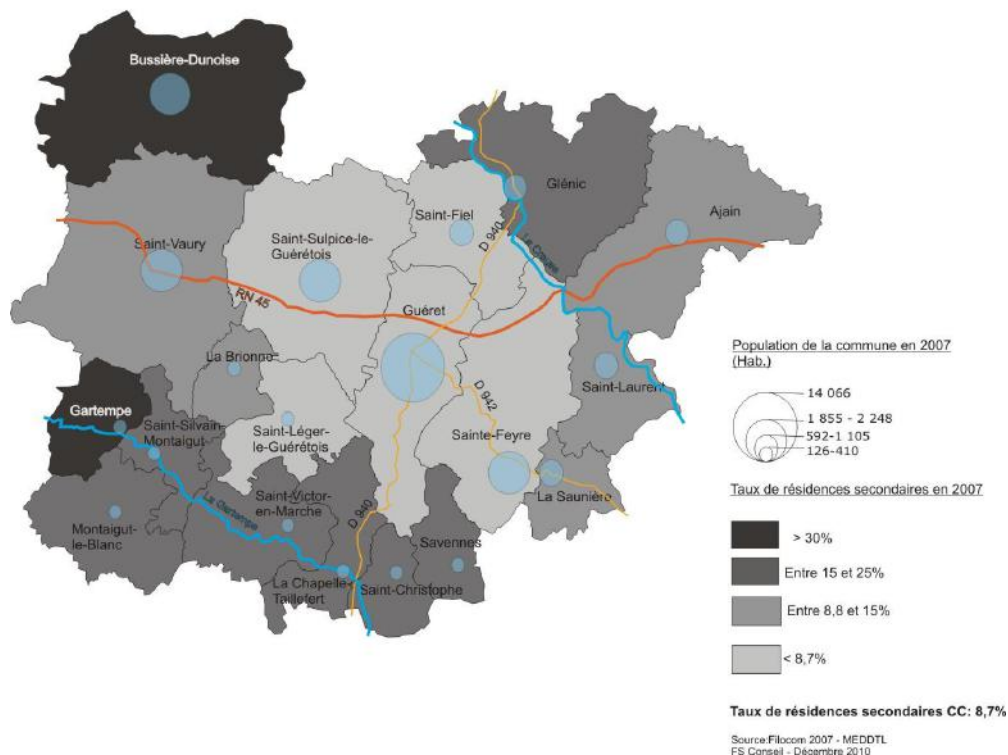 Bussière-Dunoise
Glénic
Ajain
Saint-Fiel
D 940
La Creuse
Saint-Vaury
Saint-Sulpice-le-
Guérétois
RN 45
Guéret
La Brionne
Saint-Laurent
D 942
Gartempe
Saint-Silvain-
Montaigut
Saint-Léger-
le-Guérétois
Sainte-Feyre
La Saunière
La Gartempe
Saint-Victor-
en-Marche
D 940
Montaigut-
le-Blanc
Savennes
La Chapelle-
Taillefert
Saint-Christophe
Population de la commune en 2007
(Hab.)
14 066
1 855 - 2 248
592-1 105
126-410
Taux de résidences secondaires en 2007
> 30%
Entre 15 et 25%
Entre 8,8 et 15%
< 8,7%
Taux de résidences secondaires CC: 8,7%
Source:Filocom 2007 - MEDDTL
FS Conseil - Décembre 2010